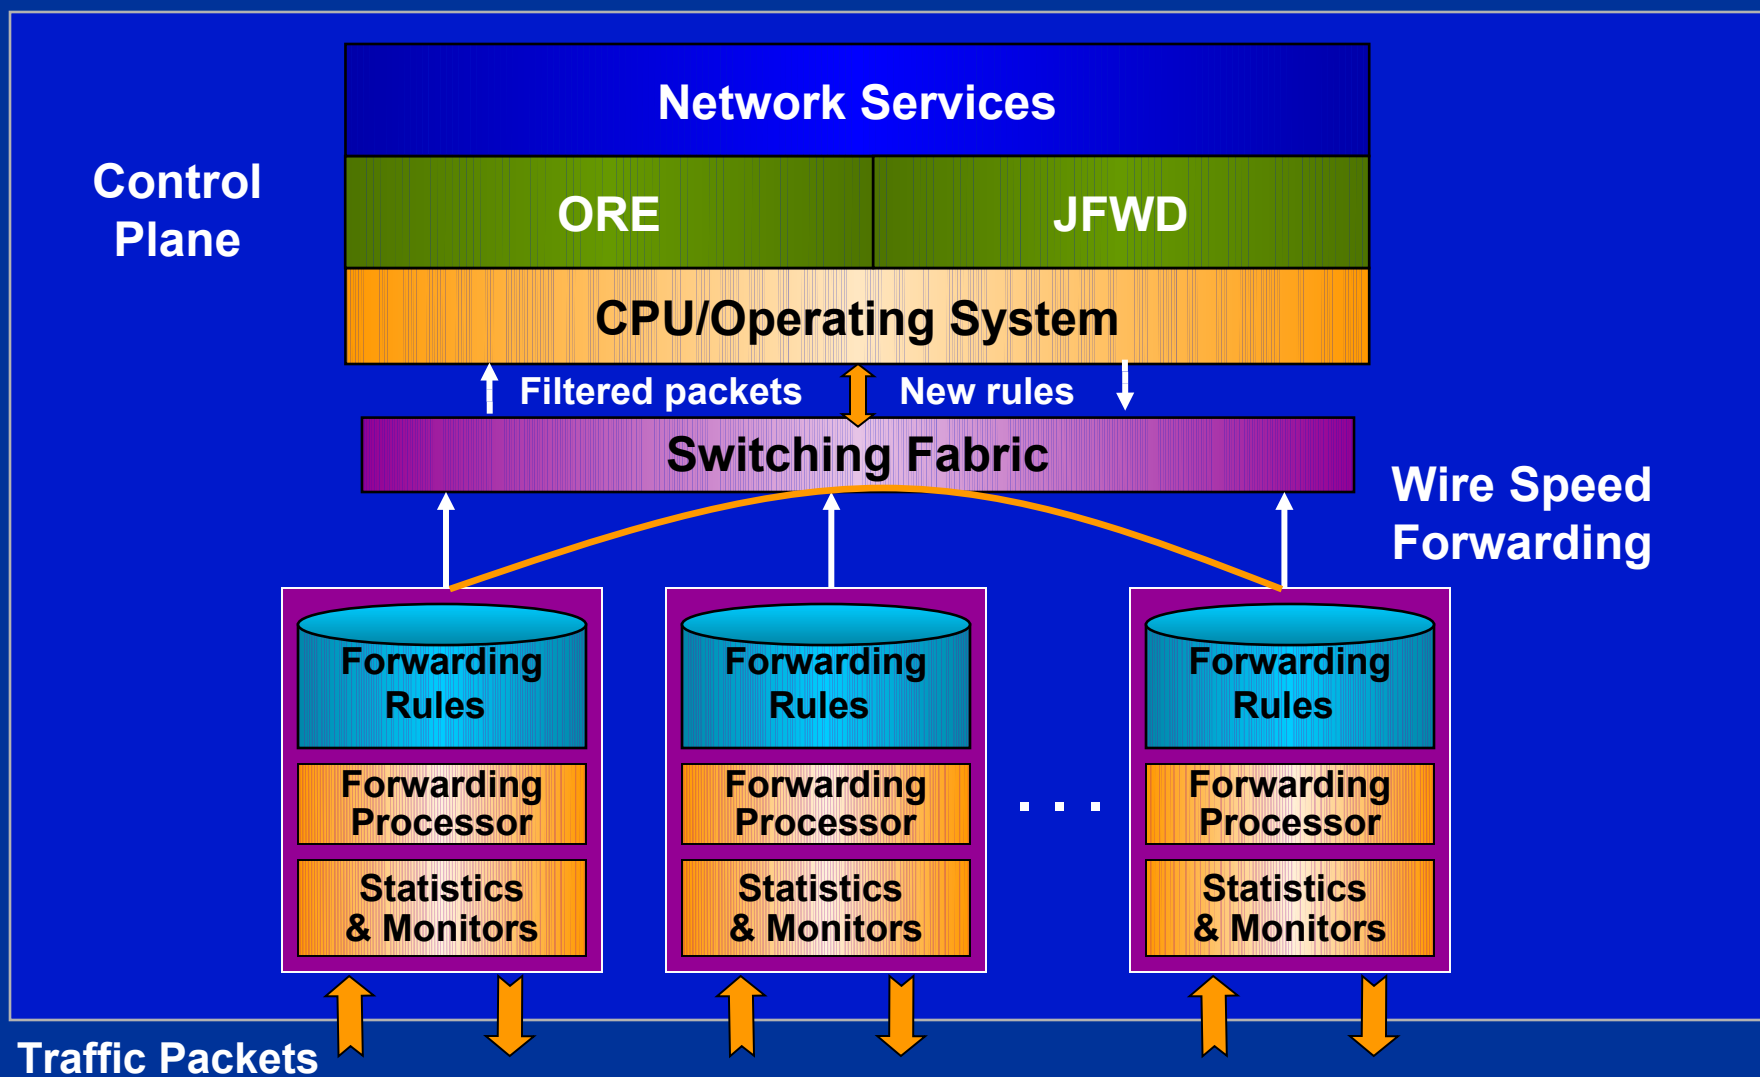 Network Services
Control
Plane
ORE
JFWD
CPU/Operating System
Filtered packets
New rules
Switching Fabric
Wire Speed
Forwarding
Forwarding
Rules
Forwarding
Processor
Statistics
& Monitors
Forwarding
Rules
Forwarding
Processor
Statistics
& Monitors
. . .
Forwarding
Rules
Forwarding
Processor
Statistics
& Monitors
Traffic Packets